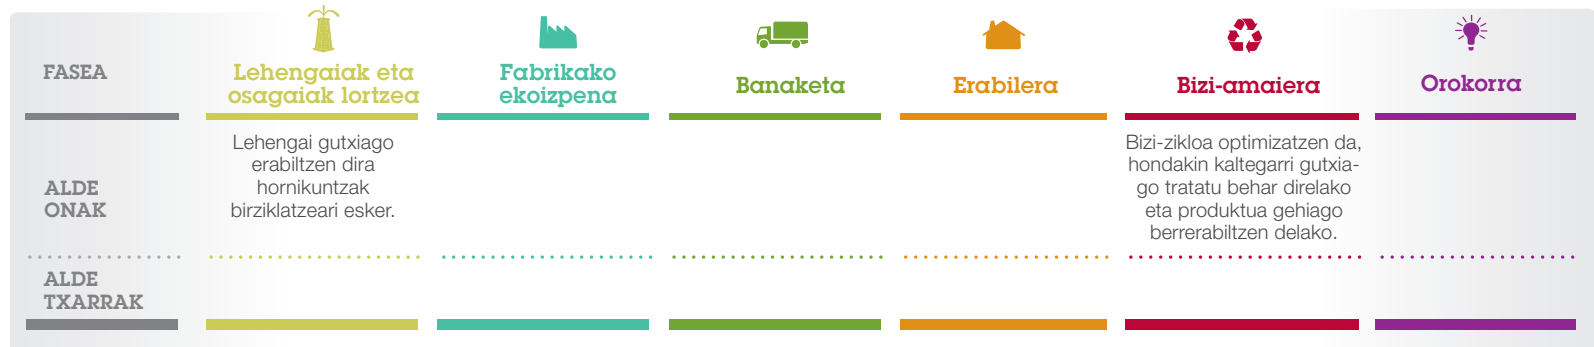 FASEA
Lehengaiak eta
osagaiak lortzea
Fabrikako
ekoizpena
Banaketa
Erabilera
Bizi-amaiera
Orokorra
ALDE
ONAK
Lehengai gutxiago
erabiltzen dira
hornikuntzak
birziklatzeari esker.
Bizi-zikloa optimizatzen da,
hondakin kaltegarri gutxia-
go tratatu behar direlako
eta produktua gehiago
berrerabiltzen delako.
ALDE
TXARRAK